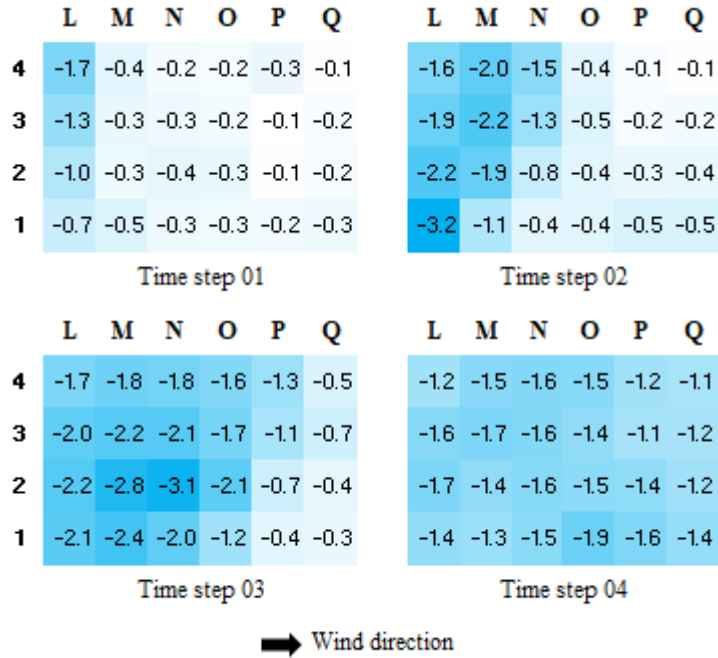 L M N O P Q
4 -1.7 -0.4 -0.2 -0.2 -0.3 -0.1
3 -1.3 -0.3 -0.3 -0.2 -0.1 -0.2
2 -1.0 -0.3 -0.4 -0.3 -0.1 -0.2
1 -0.7 -0.5 -0.3 -0.3 -0.2 -0.3
Time step 01
L M N O P Q
-1.6 -2.0 -1.5 -0.4 -0.1 -0.1
-1.9 -2.2 -1.3 -0.5 -0.2 -0.2
-2.2 -1.9 -0.8 -0.4 -0.3 -0.4
-3.2 -1.1 -0.4 -0.4 -0.5 -0.5
Time step 02
L M N O P Q
4 -1.7 -1.8 -1.8 -1.6 -1.3 -0.5
3 -2.0 -2.2 -2.1 -1.7 -1.1 -0.7
2 -2.2 -2.8 -3.1 -2.1 -0.7 -0.4
1 -2.1 -2.4 -2.0 -1.2 -0.4 -0.3
Time step 03
L M N O P Q
-1.2 -1.5 -1.6 -1.5 -1.2 -1.1
-1.6 -1.7 -1.6 -1.4 -1.1 -1.2
-1.7 -1.4 -1.6 -1.5 -1.4 -1.2
-1.4 -1.3 -1.5 -1.9 -1.6 -1.4
Time step 04
Wind direction